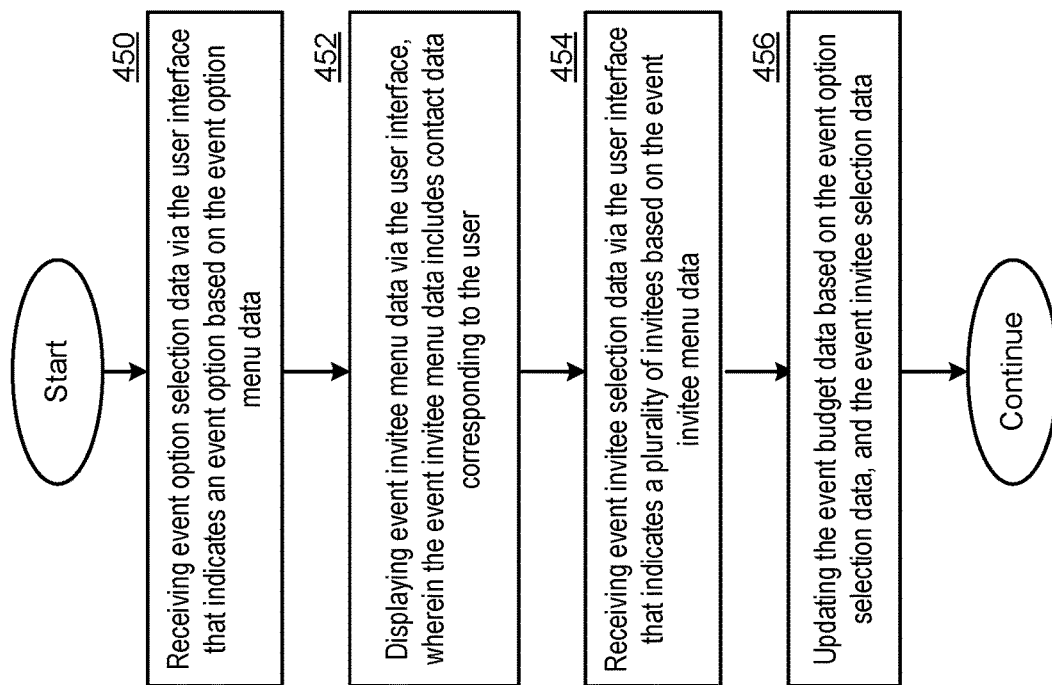 Start
450
Receiving event option selection data via the user interface
that indicates an event option based on the event option
menu data
452
Displaying event invitee menu data via the user interface,
wherein the event invitee menu data includes contact data
corresponding to the user
454
Receiving event invitee selection data via the user interface
that indicates a plurality of invitees based on the event
invitee menu data
456
Updating the event budget data based on the event option
selection data, and the event invitee selection data
Continue